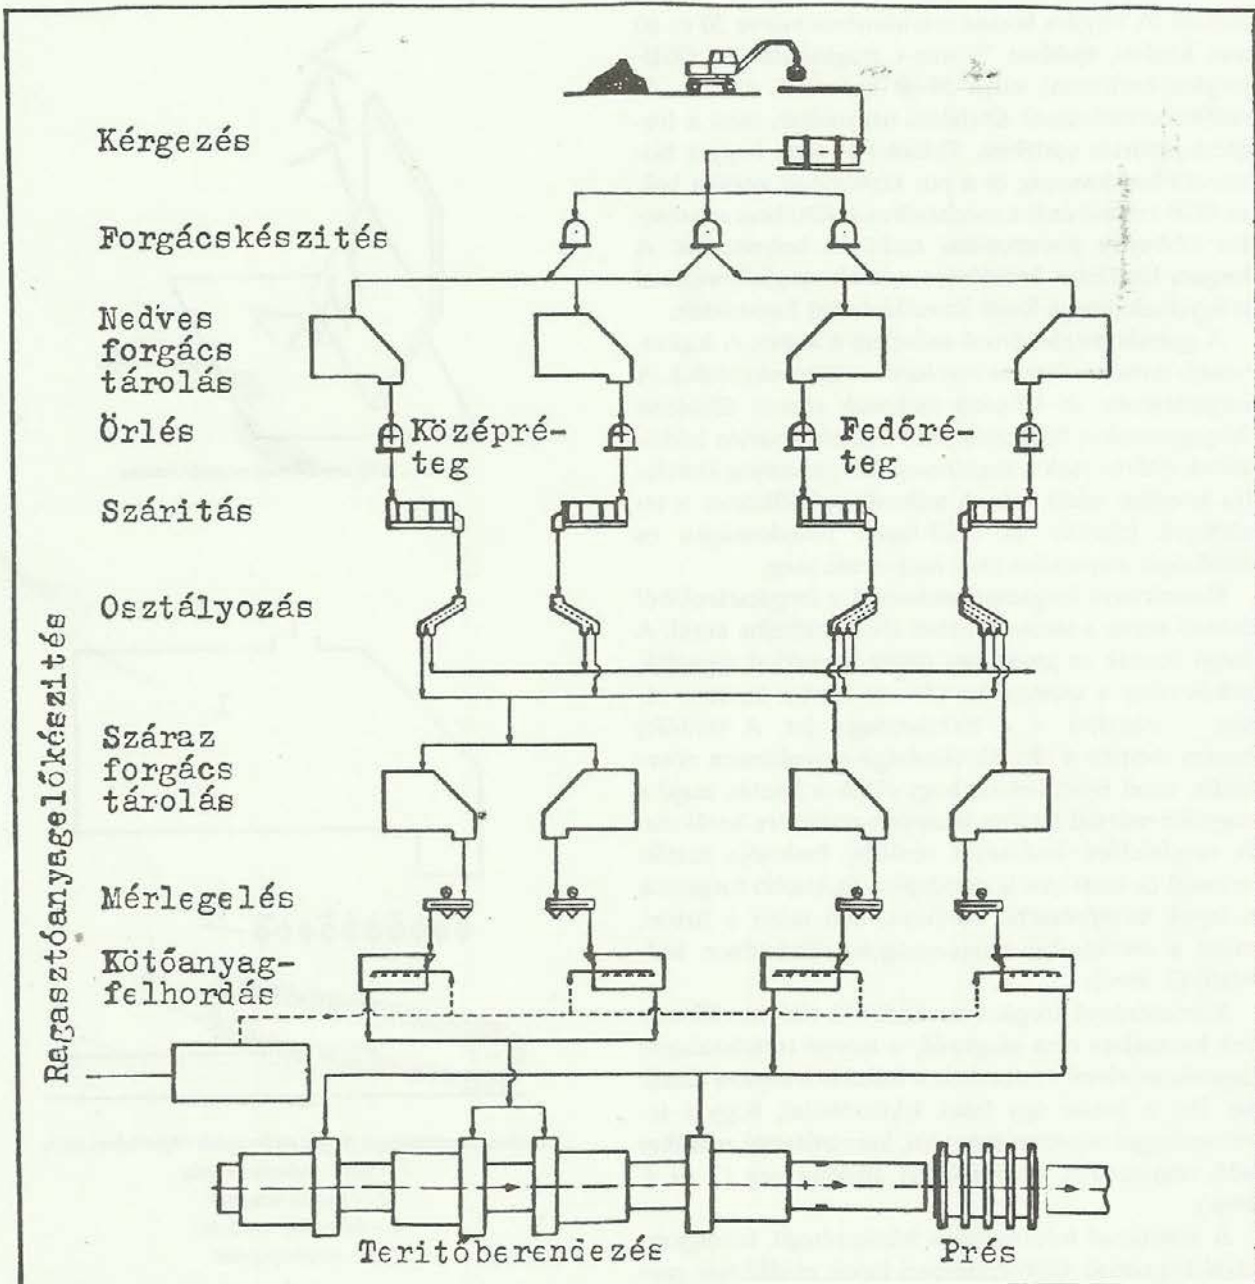 Kérgezés
Forgácskészités
Nedves
forgács
tárolás
Örlés
Középré-
teg
Fedőré-
teg
Száritás
Osztályozás
Száraz
forgács
tárolás
Mérlegelés
Kötőanyag-
felhordás
Ragasztóanyagelőkészités
Teritőberendezés
Prés